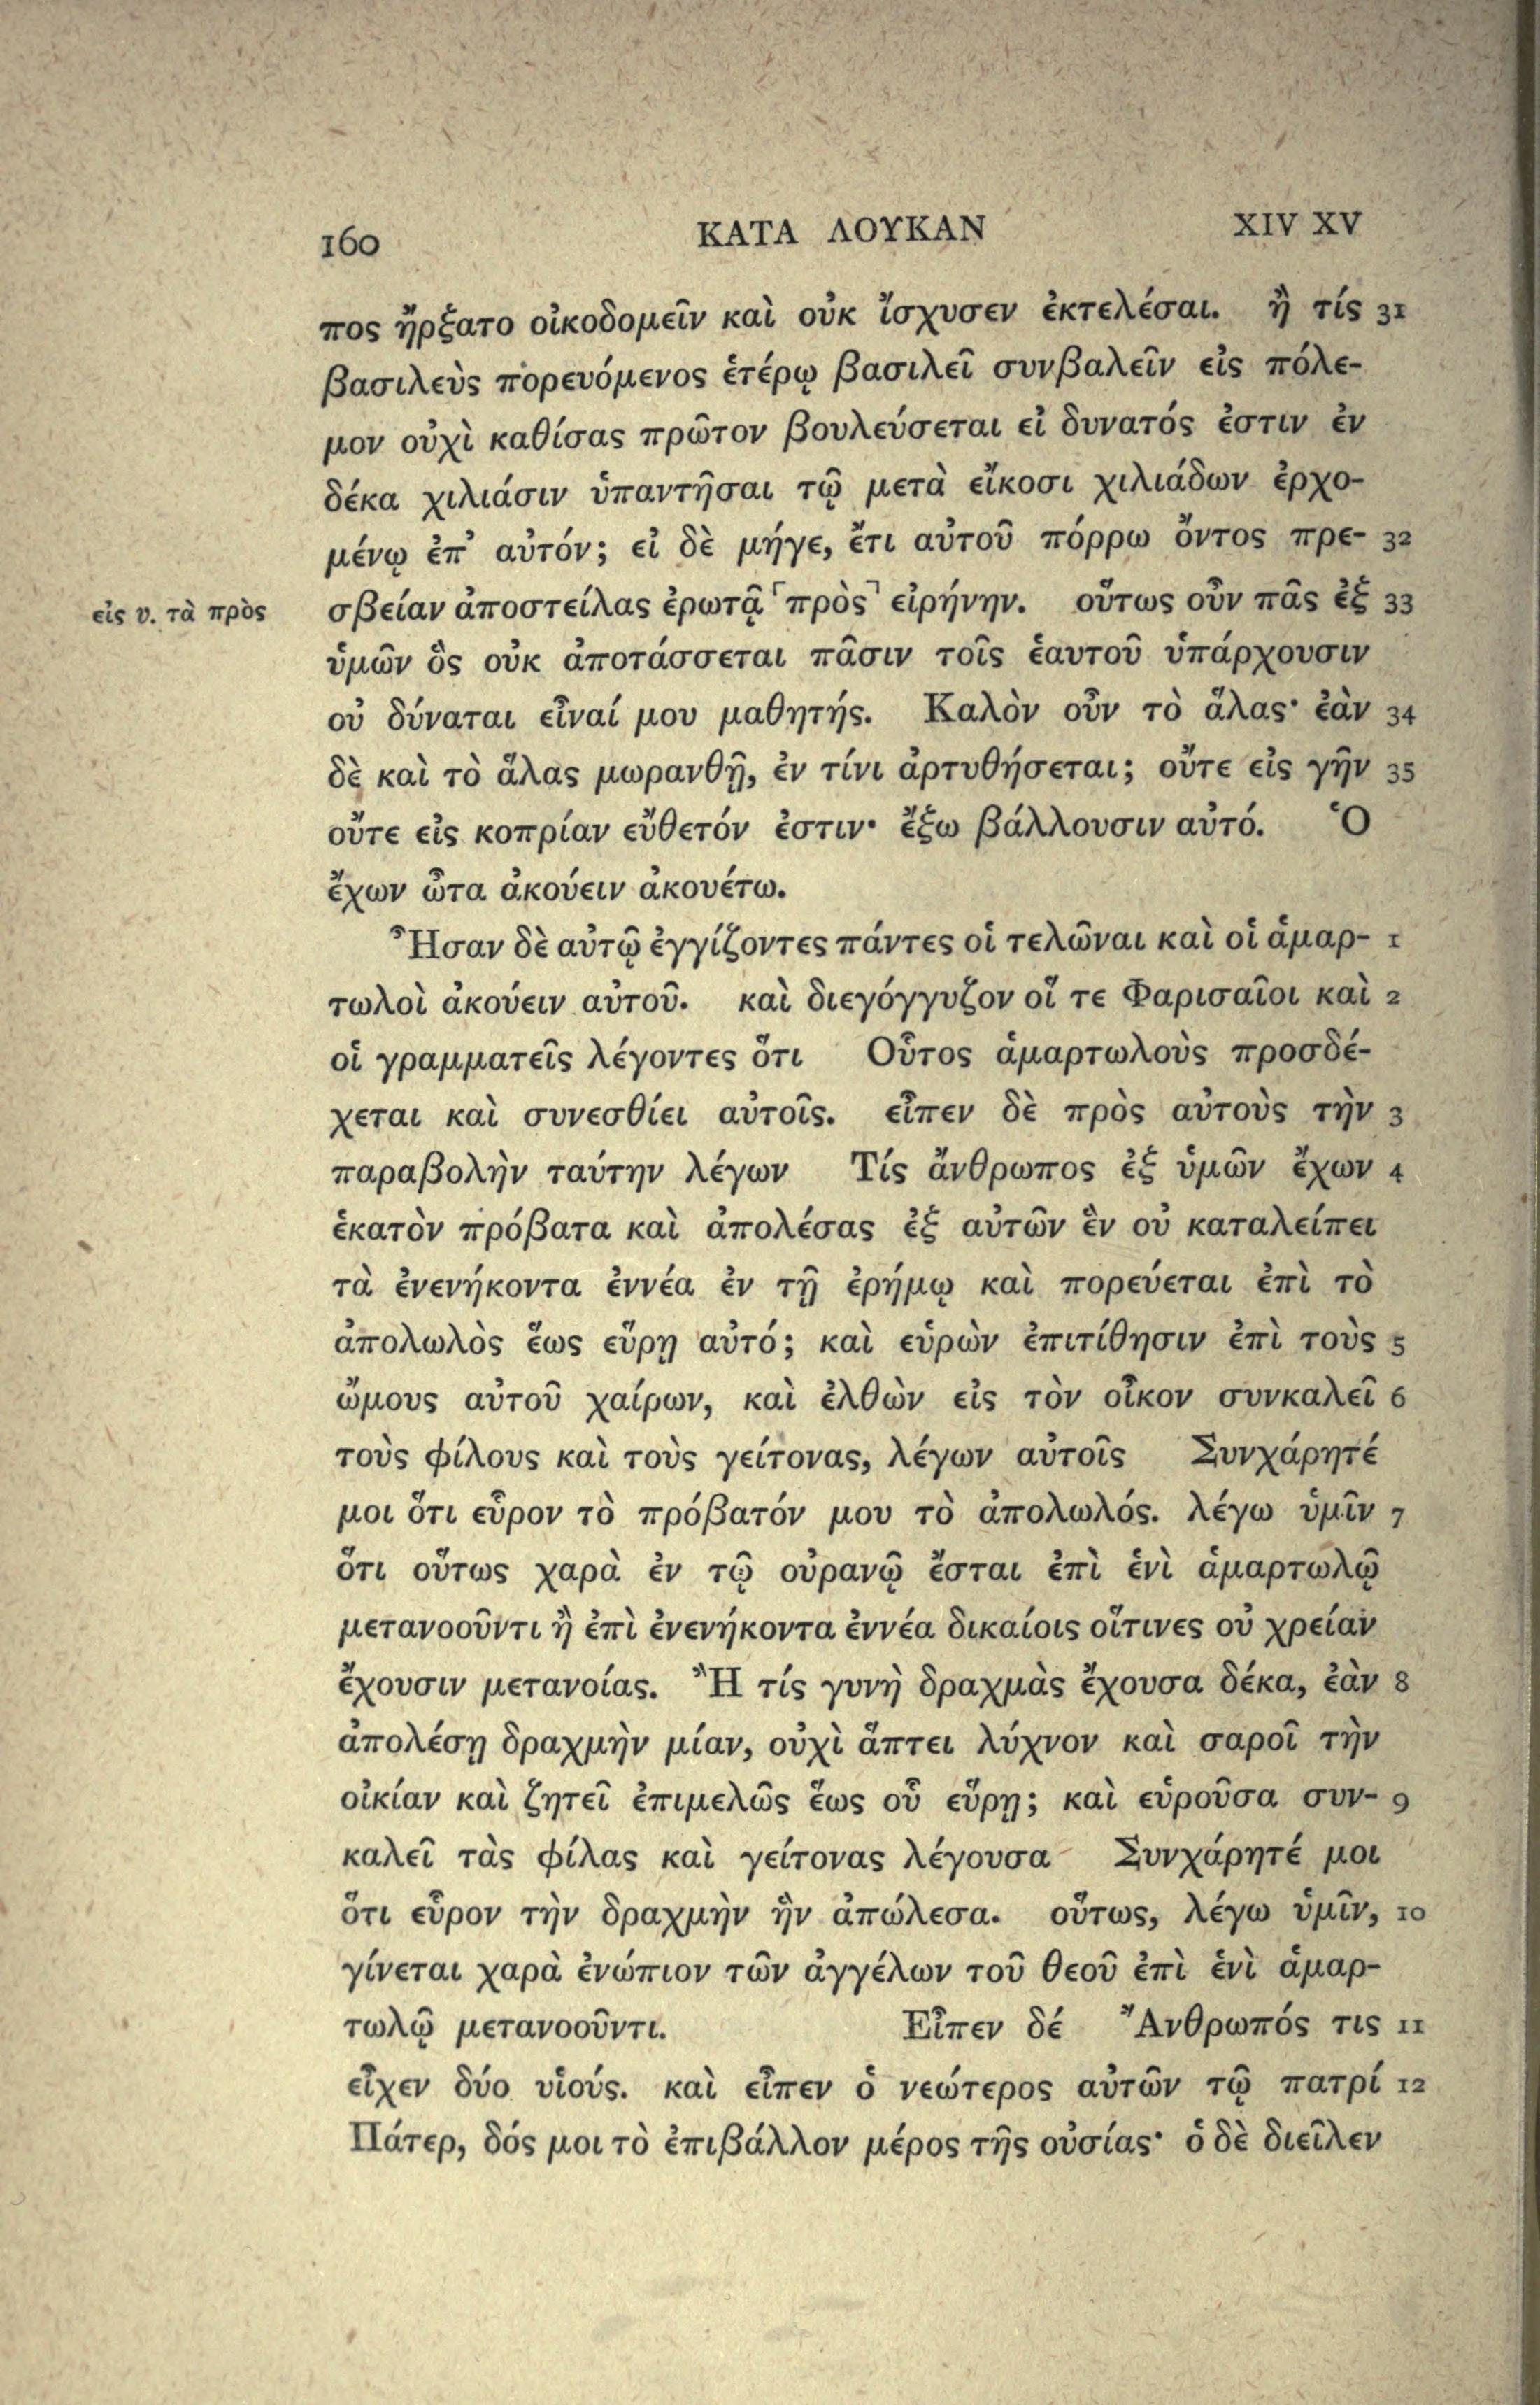 160 ΚΑΤΑ ΛΟΥΚΑΝ XIV XV
πος ἤρξατο οἰκοδομεῖν καὶ οὐκ ἴσχυσεν ἐκτελέσαι. ἢ τίς 31
βασιλεὺς πορευόμενος ἑτέρῳ βασιλεῖ συνβαλεῖν εἰς πόλε-
μον οὐχὶ καθίσας πρῶτον βουλεύσεται εἰ δυνατός ἐστιν ἐν
δέκα χιλιάσιν ὑπαντῆσαι τῷ μετὰ εἴκοσι χιλιάδων ἐρχο-
μένῳ ἐπ’ αὐτόν; εἰ δὲ μήγε, ἔτι αὐτοῦ πόρρω ὄντος πρε- 32
εἰς v. τὰ πρὸς σβείαν ἀποστείλας ἐρωτᾷ ⸢πρὸς⸣ εἰρήνην. οὕτως οὖν πᾶς ἐξ 33
ὑμῶν ὃς οὐκ ἀποτάσσεται πᾶσιν τοῖς ἑαυτοῦ ὑπάρχουσιν
οὐ δύναται εἶναί μου μαθητής. Καλὸν οὖν τὸ ἅλας· ἐὰν 34
δὲ καὶ τὸ ἅλας μωρανθῇ, ἐν τίνι ἀρτυθήσεται; οὔτε εἰς γῆν 35
οὔτε εἰς κοπρίαν εὔθετόν ἐστιν· ἔξω βάλλουσιν αὐτό. Ὁ
ἔχων ὦτα ἀκούειν ἀκουέτω.
Ἦσαν δὲ αὐτῷ ἐγγίζοντες πάντες οἱ τελῶναι καὶ οἱ ἁμαρ- 1
τωλοὶ ἀκούειν αὐτοῦ. καὶ διεγόγγυζον οἵ τε Φαρισαῖοι καὶ 2
οἱ γραμματεῖς λέγοντες ὅτι Οὗτος ἁμαρτωλοὺς προσδέ-
χεται καὶ συνεσθίει αὐτοῖς. εἶπεν δὲ πρὸς αὐτοὺς τὴν 3
παραβολὴν ταύτην λέγων Τίς ἄνθρωπος ἐξ ὑμῶν ἔχων 4
ἑκατὸν πρόβατα καὶ ἀπολέσας ἐξ αὐτῶν ἓν οὐ καταλείπει
τὰ ἐνενήκοντα ἐννέα ἐν τῇ ἐρήμῳ καὶ πορεύεται ἐπὶ τὸ
ἀπολωλὸς ἕως εὕρῃ αὐτό; καὶ εὑρὼν ἐπιτίθησιν ἐπὶ τοὺς 5
ὤμους αὐτοῦ χαίρων, καὶ ἐλθὼν εἰς τὸν οἶκον συνκαλεῖ 6
τοὺς φίλους καὶ τοὺς γείτονας, λέγων αὐτοῖς Συνχάρητέ
μοι ὅτι εὗρον τὸ πρόβατόν μου τὸ ἀπολωλός. λέγω ὑμῖν 7
ὅτι οὕτως χαρὰ ἐν τῷ οὐρανῷ ἔσται ἐπὶ ἑνὶ ἁμαρτωλῷ
μετανοοῦντι ἢ ἐπὶ ἐνενήκοντα ἐννέα δικαίοις οἵτινες οὐ χρείαν
ἔχουσιν μετανοίας. Ἢ τίς γυνὴ δραχμὰς ἔχουσα δέκα, ἐὰν 8
ἀπολέσῃ δραχμὴν μίαν, οὐχὶ ἅπτει λύχνον καὶ σαροῖ τὴν
οἰκίαν καὶ ζητεῖ ἐπιμελῶς ἕως οὗ εὕρῃ; καὶ εὑροῦσα συν- 9
καλεῖ τὰς φίλας καὶ γείτονας λέγουσα Συνχάρητέ μοι
ὅτι εὗρον τὴν δραχμὴν ἣν ἀπώλεσα. οὕτως, λέγω ὑμῖν, 10
γίνεται χαρὰ ἐνώπιον τῶν ἀγγέλων τοῦ θεοῦ ἐπὶ ἑνὶ ἁμαρ-
τωλῷ μετανοοῦντι. Εἶπεν δέ Ἄνθρωπός τις 11
εἶχεν δύο υἱούς. καὶ εἶπεν ὁ νεώτερος αὐτῶν τῷ πατρί 12
Πάτερ, δός μοι τὸ ἐπιβάλλον μέρος τῆς οὐσίας· ὁ δὲ διεῖλεν